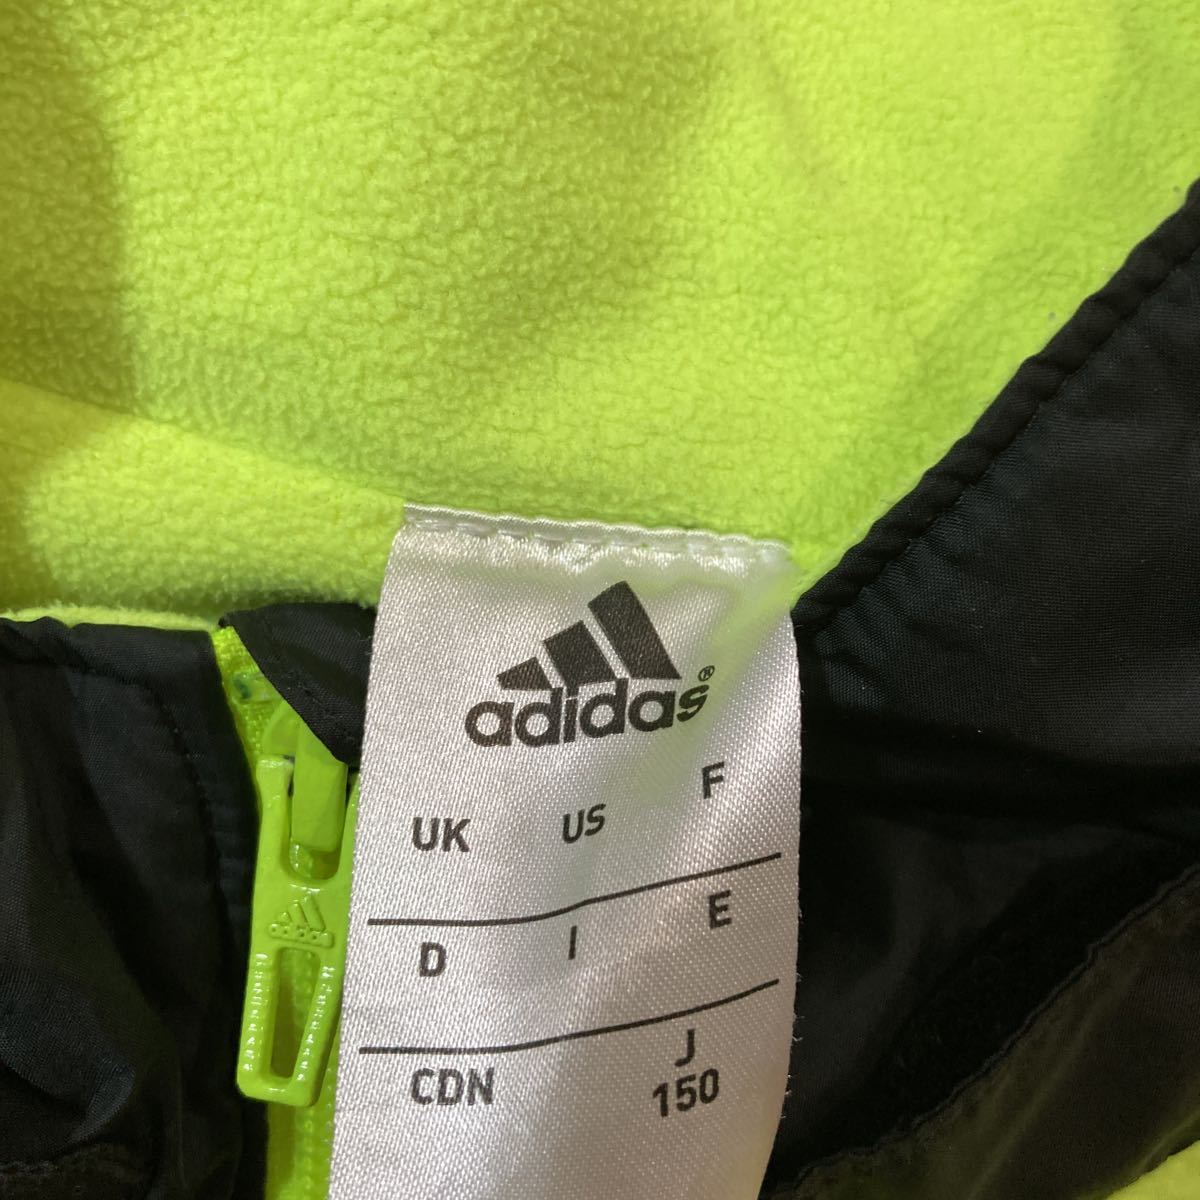 adidas®
UK US F
D I E
CDN J
150